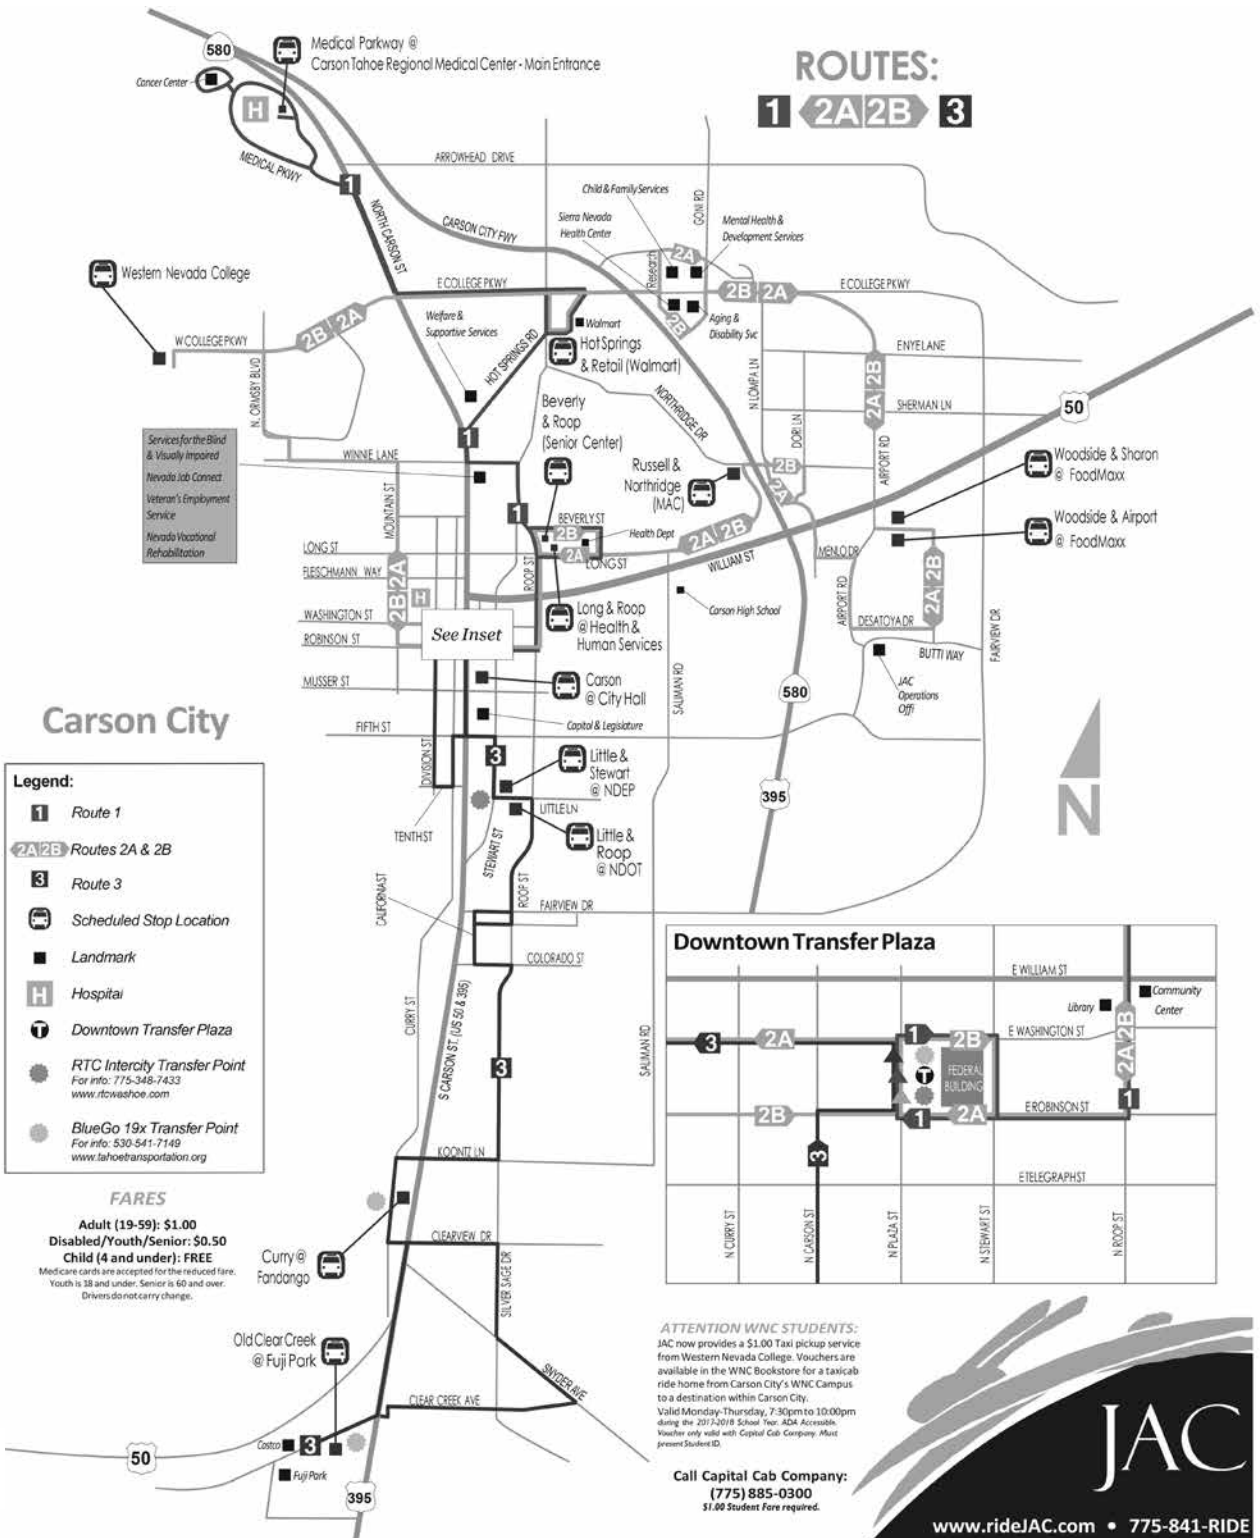 580
Medical Parkway @
Carson Tahoe Regional Medical Center - Main Entrance
Cancer Center
H
MEDICAL PKWY
ROUTES:
1 2A 2B 3
ARROWHEAD DRIVE
1
NORTH CARSON ST
CARSON CITY FWY
Child & Family Services
Sierra Nevada
Health Center
GONI RD
Mental Health &
Development Services
Research
2A
Western Nevada College
E COLLEGE PKWY
2B 2A
E COLLEGE PKWY
W COLLEGE PKWY
2B 2A
Welfare &
Supportive Services
HOT SPRINGS RD
Walmart
2B
Aging &
Disability Svc
Hot Springs
& Retail (Walmart)
ENYE LANE
N. ORMSBY BLVD
N LOMPA LN
2A 2B
SHERMAN LN
50
NORTHRIDGE DR
DORI LN
AIRPORT RD
Beverly
& Roop
(Senior Center)
Services for the Blind
& Visually Impaired
Nevada Job Connect
Veteran's Employment
Service
Nevada Vocational
Rehabilitation
1
WINNIE LANE
MOUNTAIN ST
Russell &
Northridge
(MAC)
2B
2A
Woodside & Sharon
@ FoodMaxx
Woodside & Airport
@ FoodMaxx
1
BEVERLY ST
2B
Health Dept
2A 2B
2A
LONG ST
LONG ST
WILLIAM ST
MENLO DR
FLEISCHMANN WAY
2B 2A
H
ROOP ST
Carson High School
AIRPORT RD
2A 2B
WASHINGTON ST
ROBINSON ST
See Inset
Long & Roop
@ Health &
Human Services
DESATOYA DR
BUTTI WAY
FAIRVIEW DR
MUSSER ST
Carson
@ City Hall
SALIMAN RD
580
JAC
Operations
Offi
Carson City
FIFTH ST
Capitol & Legislature
DIVISION ST
3
Little &
Stewart
@ NDEP
395
N
LITTLE LN
TENTH ST
STEWART ST
Little &
Roop
@ NDOT
Legend:
1 Route 1
2A 2B Routes 2A & 2B
3 Route 3
Scheduled Stop Location
Landmark
H Hospital
T Downtown Transfer Plaza
RTC Intercity Transfer Point
For info: 775-348-7433
www.rtcwashoe.com
BlueGo 19x Transfer Point
For info: 530-541-7149
www.tahoetransportation.org
CALIFORNIA ST
ROOP ST
FAIRVIEW DR
COLORADO ST
CURRY ST
S CARSON ST. (US 50 & 395)
3
SALIMAN RD
KOONTZ LN
CLEARVIEW DR
SILVER SAGE DR
Curry @
Fandango
Old Clear Creek
@ Fuji Park
SNYDER AVE
CLEAR CREEK AVE
Costco
3
Fuji Park
50
395
FARES
Adult (19-59): $1.00
Disabled/Youth/Senior: $0.50
Child (4 and under): FREE
Medicare cards are accepted for the reduced fare.
Youth is 18 and under. Senior is 60 and over.
Drivers do not carry change.
Downtown Transfer Plaza
E WILLIAM ST
Library
Community
Center
3
2A
1
2B
E WASHINGTON ST
2A 2B
T
FEDERAL
BUILDING
2B
1
2A
E ROBINSON ST
1
3
E TELEGRAPH ST
N CURRY ST
N CARSON ST
N PLAZA ST
N STEWART ST
N ROOP ST
ATTENTION WNC STUDENTS:
JAC now provides a $1.00 Taxi pickup service
from Western Nevada College. Vouchers are
available in the WNC Bookstore for a taxicab
ride home from Carson City's WNC Campus
to a destination within Carson City.
Valid Monday-Thursday, 7:30pm to 10:00pm
during the 2017-2018 School Year. ADA Accessible.
Voucher only valid with Capital Cab Company. Must
present Student ID.
Call Capital Cab Company:
(775) 885-0300
$1.00 Student Fare required.
JAC
www.rideJAC.com • 775-841-RIDE